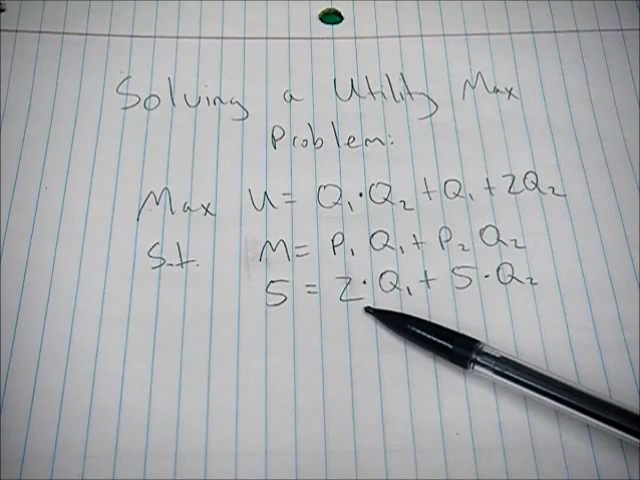 Solving a Utility Max
Problem:
Max U = Q₁·Q₂ + Q₁ + 2Q₂
S.t. M = P₁ Q₁ + P₂ Q₂
5 = 2·Q₁ + 5·Q₂